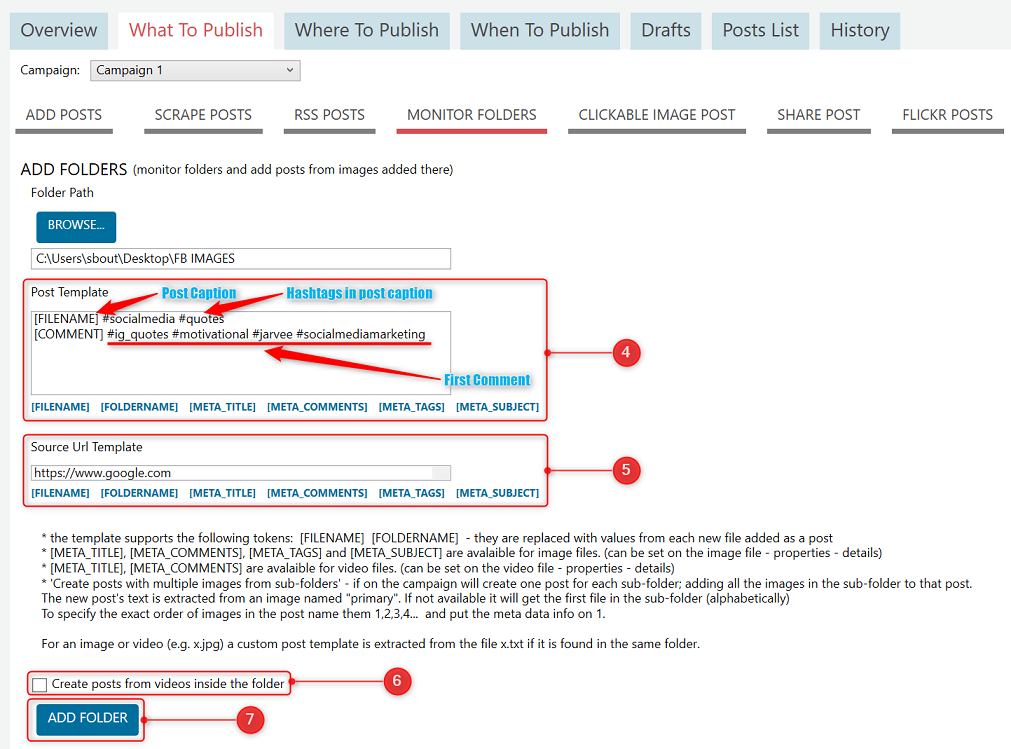 Overview What To Publish Where To Publish When To Publish Drafts Posts List History
Campaign: Campaign 1
ADD POSTS SCRAPE POSTS RSS POSTS MONITOR FOLDERS CLICKABLE IMAGE POST SHARE POST FLICKR POSTS
ADD FOLDERS (monitor folders and add posts from images added there)
Folder Path
BROWSE...
C:\Users\sbout\Desktop\FB IMAGES
Post Template Post Caption Hashtags in post caption
[FILENAME] #socialmedia #quotes
[COMMENT] #ig_quotes #motivational #jarvee #socialmediamarketing
4
First Comment
[FILENAME] [FOLDERNAME] [META_TITLE] [META_COMMENTS] [META_TAGS] [META_SUBJECT]
Source Url Template
https://www.google.com
5
[FILENAME] [FOLDERNAME] [META_TITLE] [META_COMMENTS] [META_TAGS] [META_SUBJECT]
* the template supports the following tokens: [FILENAME] [FOLDERNAME] - they are replaced with values from each new file added as a post
* [META_TITLE], [META_COMMENTS], [META_TAGS] and [META_SUBJECT] are avalaible for image files. (can be set on the image file - properties - details)
* [META_TITLE], [META_COMMENTS] are avalaible for video files. (can be set on the video file - properties - details)
* 'Create posts with multiple images from sub-folders' - if on the campaign will create one post for each sub-folder; adding all the images in the sub-folder to that post.
The new post's text is extracted from an image named "primary". If not available it will get the first file in the sub-folder (alphabetically)
To specify the exact order of images in the post name them 1,2,3,4... and put the meta data info on 1.
For an image or video (e.g. x.jpg) a custom post template is extracted from the file x.txt if it is found in the same folder.
Create posts from videos inside the folder 6
ADD FOLDER 7